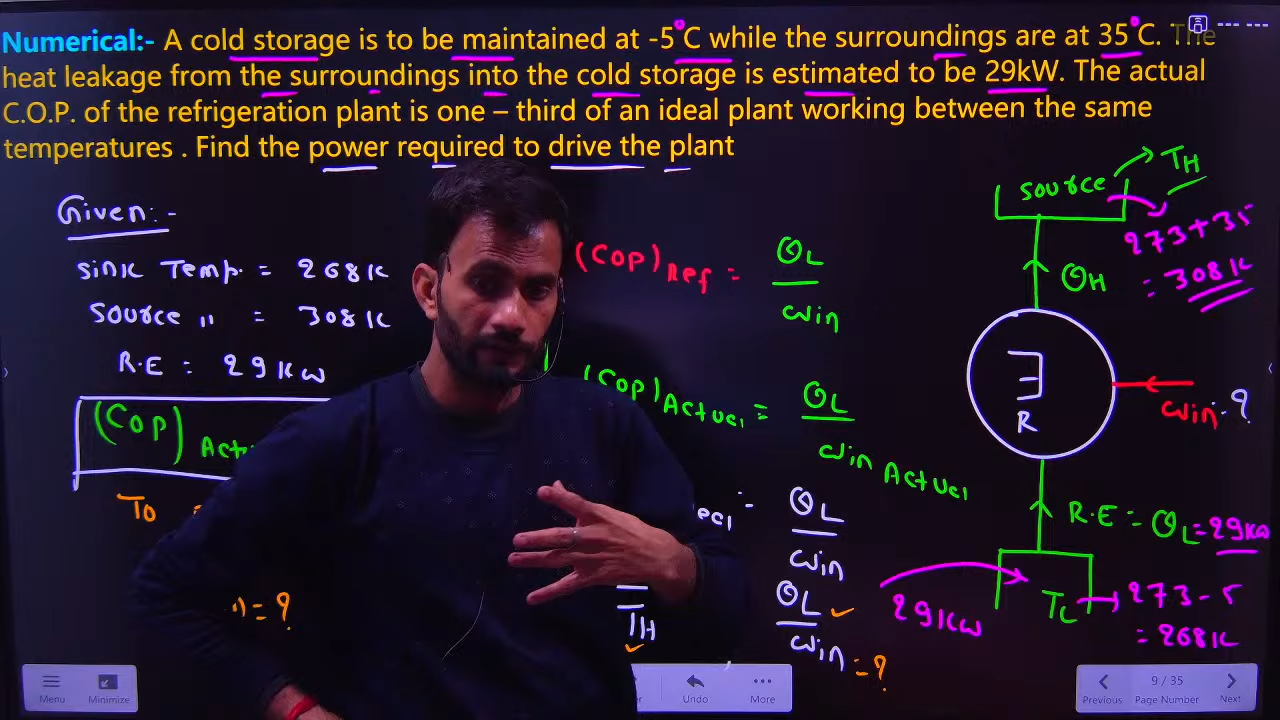 Numerical:- A cold storage is to be maintained at -5°C while the surroundings are at 35°C. The
heat leakage from the surroundings into the cold storage is estimated to be 29kW. The actual
C.O.P. of the refrigeration plant is one – third of an ideal plant working between the same
temperatures . Find the power required to drive the plant
Given:-
Sink Temp. = 268K
Source " = 308K
R.E = 29KW
(COP)
To
= ?
(COP)Ref = QL
Win
(COP)Actual = QL
Win Actual
= QL
Win
TH
QL
Win = ?
Source
TH
273+35
= 308K
QH
R
Win = ?
R.E = QL = 29KW
29KW
TL
273-5
= 268K
Menu
Minimize
Undo
More
Previous
9 / 35
Page Number
Next